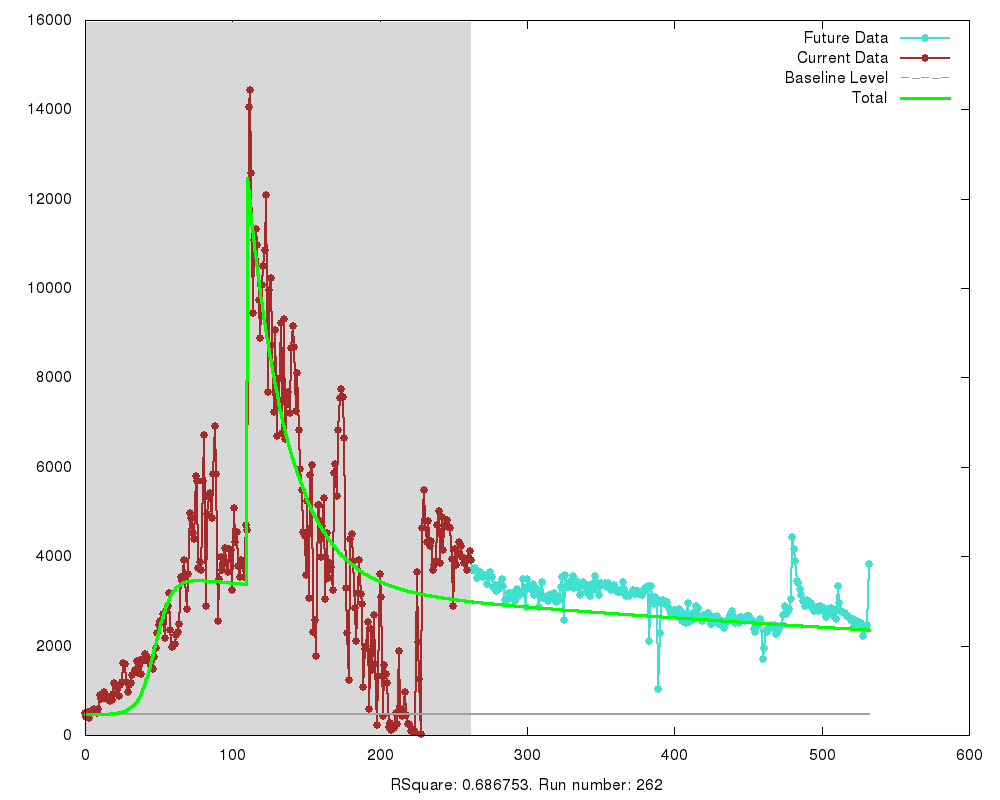 16000
14000
12000
10000
8000
6000
4000
2000
0
0 100 200 300 400 500 600
Future Data
Current Data
Baseline Level
Total
RSquare: 0.686753. Run number: 262